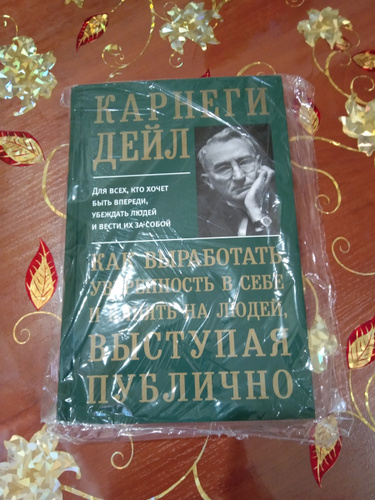 КАРНЕГИ
ДЕЙЛ
Для всех, кто хочет
быть впереди,
убеждать людей
и вести их за собой
КАК ВЫРАБОТАТЬ
УВЕРЕННОСТЬ В СЕБЕ
И ВЛИЯТЬ НА ЛЮДЕЙ,
ВЫСТУПАЯ
ПУБЛИЧНО